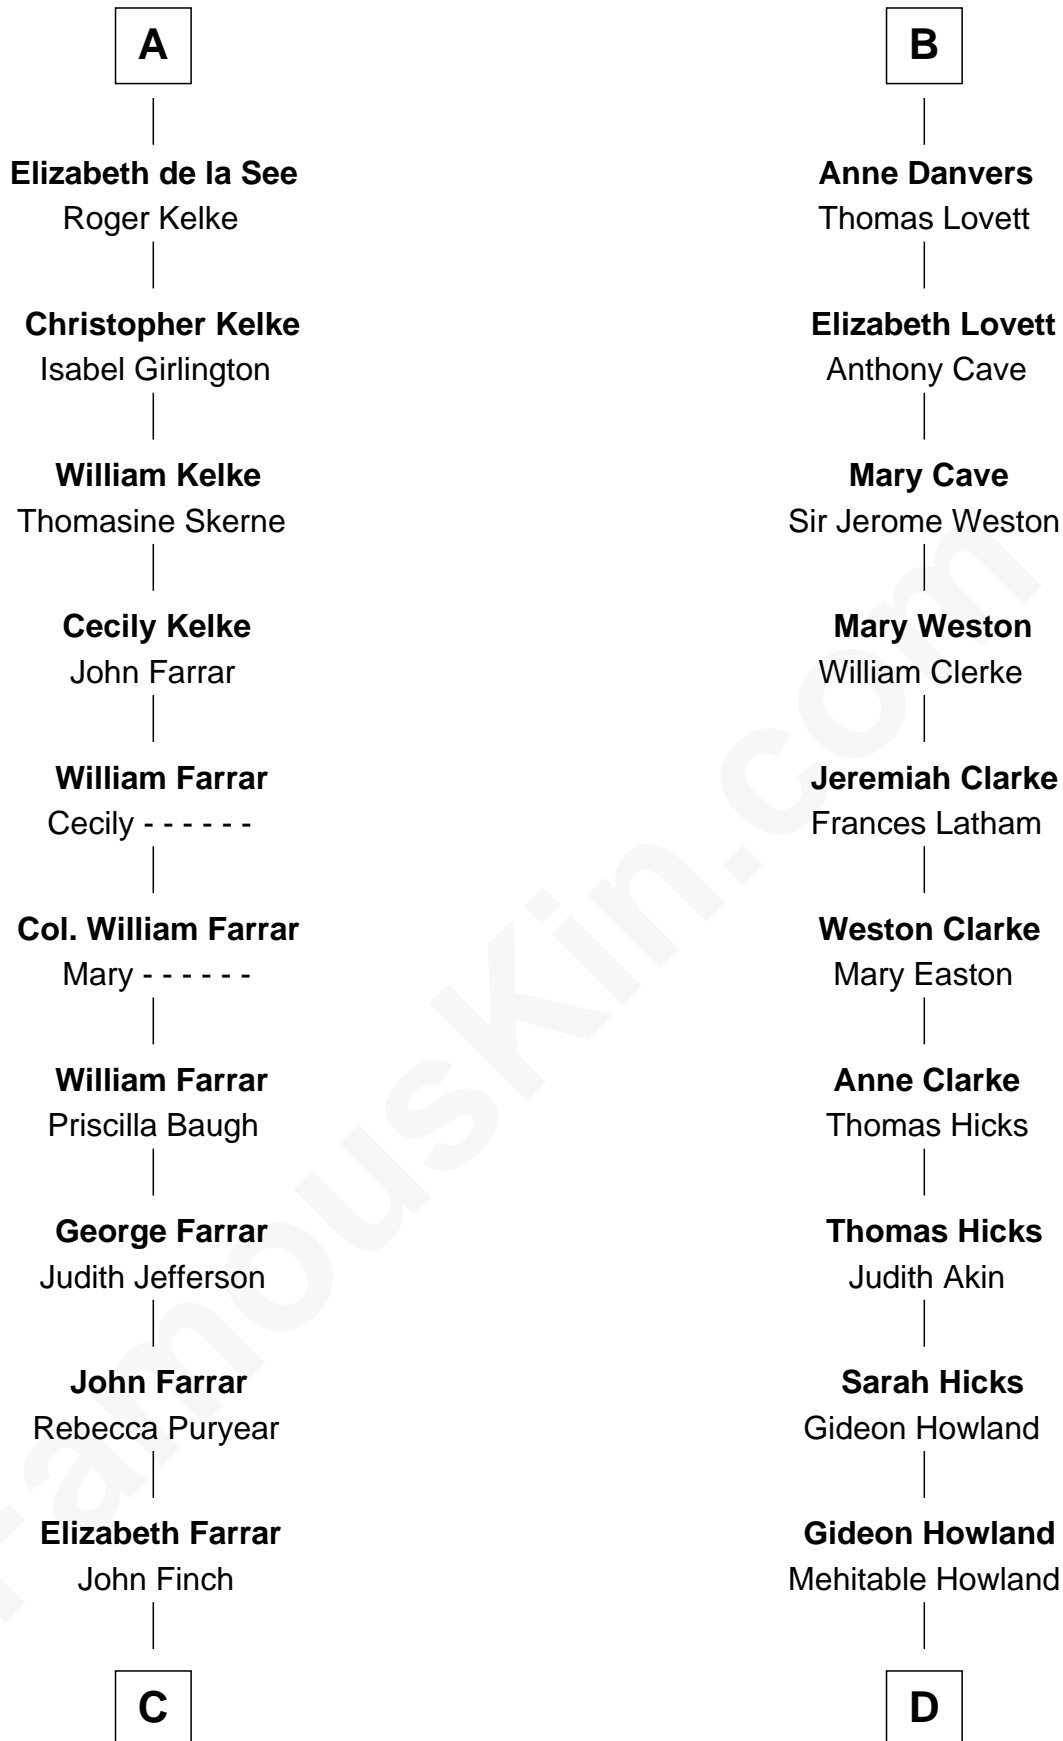 A
Elizabeth de la See
Roger Kelke
Christopher Kelke
Isabel Girlington
William Kelke
Thomasine Skerne
Cecily Kelke
John Farrar
William Farrar
Cecily - - - - - -
Col. William Farrar
Mary - - - - - -
William Farrar
Priscilla Baugh
George Farrar
Judith Jefferson
John Farrar
Rebecca Puryear
Elizabeth Farrar
John Finch
C
B
Anne Danvers
Thomas Lovett
Elizabeth Lovett
Anthony Cave
Mary Cave
Sir Jerome Weston
Mary Weston
William Clerke
Jeremiah Clarke
Frances Latham
Weston Clarke
Mary Easton
Anne Clarke
Thomas Hicks
Thomas Hicks
Judith Akin
Sarah Hicks
Gideon Howland
Gideon Howland
Mehitable Howland
D
FamousKin.com